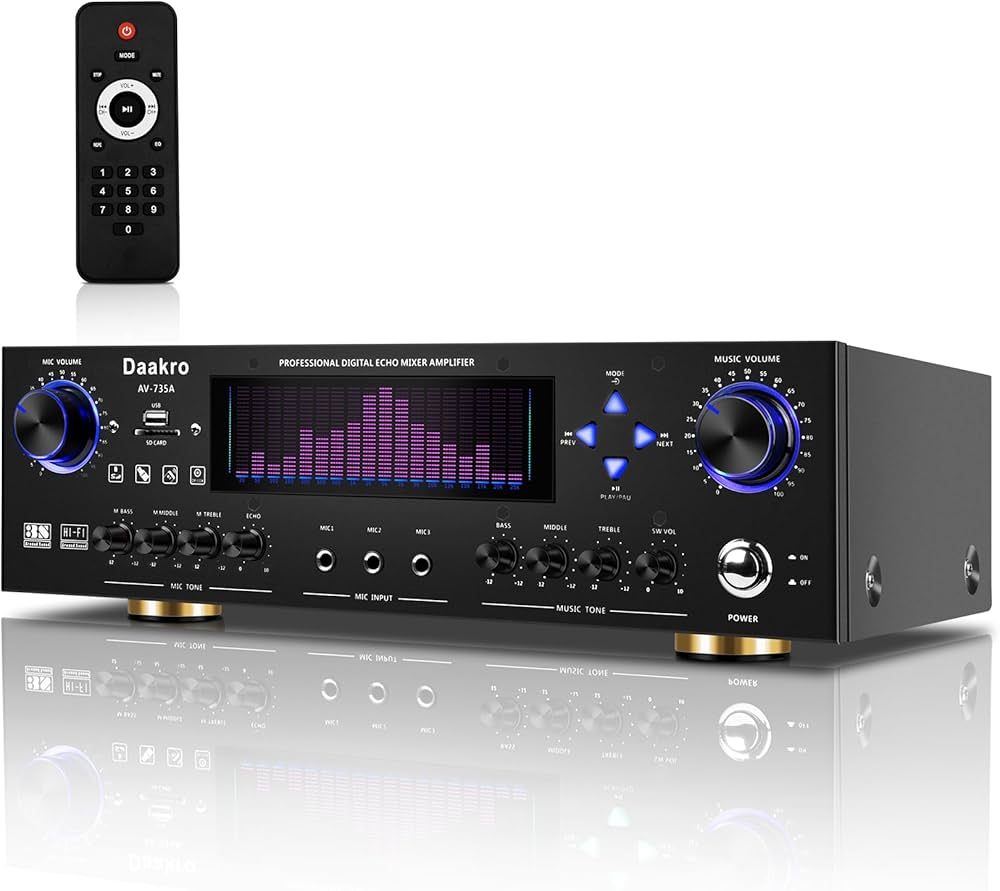 MODE
STOP
MUTE
VOL+
CH-
CH+
VOL-
REPE
EQ
1 2 3
4 5 6
7 8 9
0
MIC VOLUME
Daakro
AV-735A
USB
SD CARD
PROFESSIONAL DIGITAL ECHO MIXER AMPLIFIER
MODE
PREV
NEXT
PLAY/PAU
MUSIC VOLUME
0 5 10 15 20 25 30 35 40 45 50 55 60 65 70 75 80 85 90 95 100
HI-FI
M BASS
M MIDDLE
M TREBLE
ECHO
-12 12
-12 12
-12 12
0 10
MIC TONE
MIC1
MIC2
MIC3
MIC INPUT
BASS
MIDDLE
TREBLE
SW VOL
-12 12
-12 12
-12 12
0 10
MUSIC TONE
ON
OFF
POWER